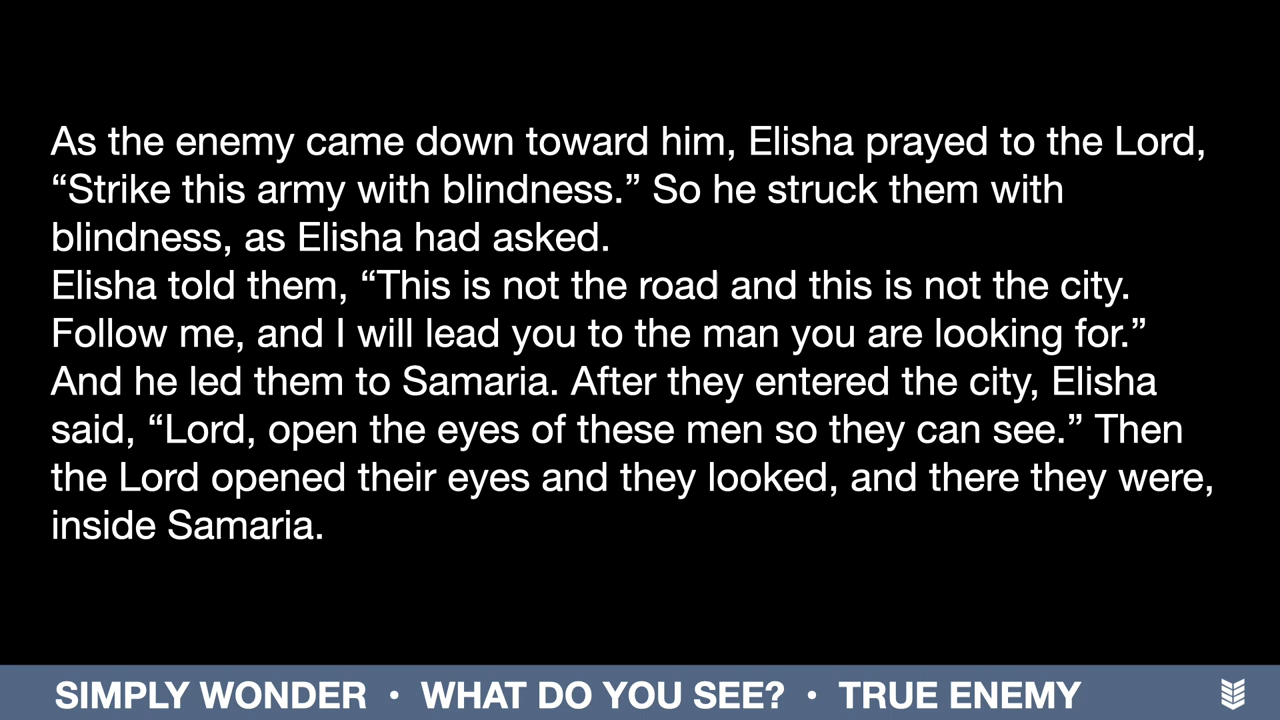 As the enemy came down toward him, Elisha prayed to the Lord,
“Strike this army with blindness.” So he struck them with
blindness, as Elisha had asked.
Elisha told them, “This is not the road and this is not the city.
Follow me, and I will lead you to the man you are looking for.”
And he led them to Samaria. After they entered the city, Elisha
said, “Lord, open the eyes of these men so they can see.” Then
the Lord opened their eyes and they looked, and there they were,
inside Samaria.
SIMPLY WONDER • WHAT DO YOU SEE? • TRUE ENEMY